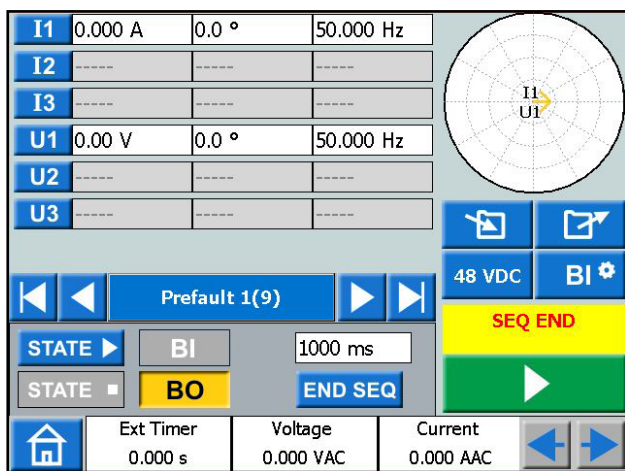 I1 0.000 A 0.0 ° 50.000 Hz
I2 ----- ----- -----
I3 ----- ----- -----
U1 0.00 V 0.0 ° 50.000 Hz
U2 ----- ----- -----
U3 ----- ----- -----
I1
U1
48 VDC BI
Prefault 1(9)
SEQ END
STATE BI 1000 ms
STATE BO END SEQ
Ext Timer Voltage Current
0.000 s 0.000 VAC 0.000 AAC